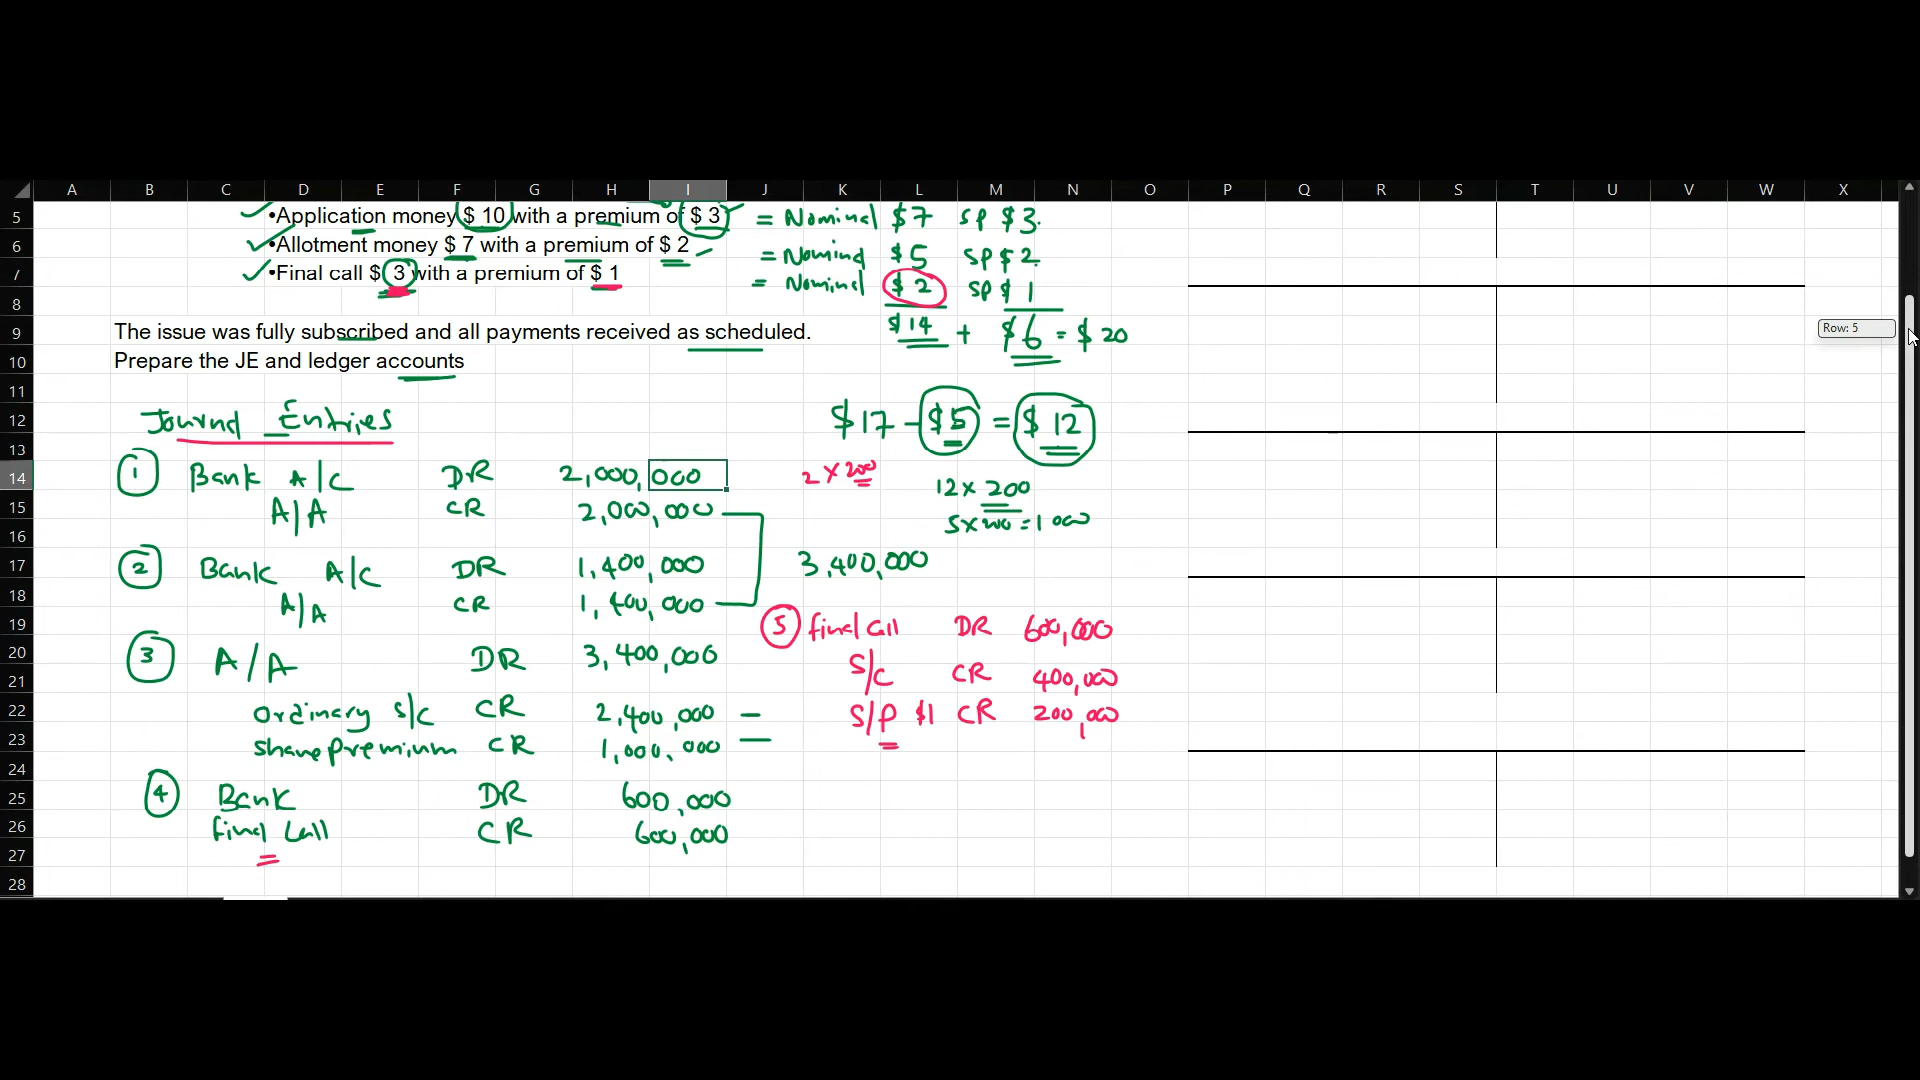 A B C D E F G H I J K L M N O P Q R S T U V W X
5 •Application money $ 10 with a premium of $ 3 = Nominal $7 SP $3.
6 •Allotment money $ 7 with a premium of $ 2 = Nominal $5 SP $2.
7 •Final call $ 3 with a premium of $ 1 = Nominal $2 SP $1
8
9 The issue was fully subscribed and all payments received as scheduled. $14 + $6 = $20
Row: 5
10 Prepare the JE and ledger accounts
11
12 Journal Entries $17 - $5 = $12
13
14 1 Bank A/C DR 2,000,000 2 x 200 12 x 200
15 A/A CR 2,000,000 5 x 200 = 1000
16
17 2 Bank A/C DR 1,400,000 3,400,000
18 A/A CR 1,400,000
19 5 final call DR 600,000
20 3 A/A DR 3,400,000
21 S/C CR 400,000
22 Ordinary S/C CR 2,400,000 S/P $1 CR 200,000
23 share Premium CR 1,000,000
24
25 4 Bank DR 600,000
26 final Call CR 600,000
27
28